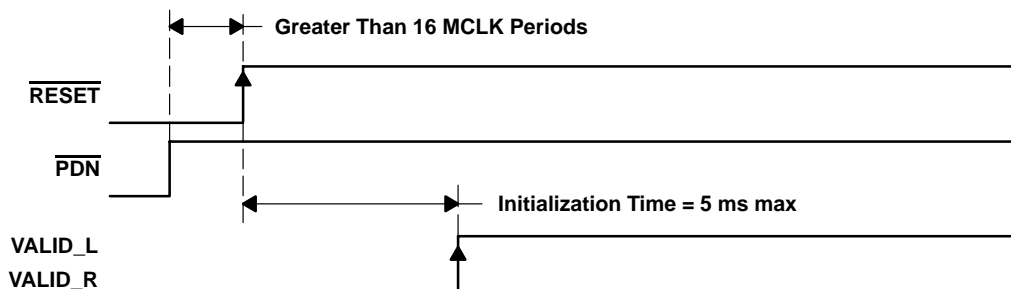 Greater Than 16 MCLK Periods
RESET
PDN
Initialization Time = 5 ms max
VALID_L
VALID_R